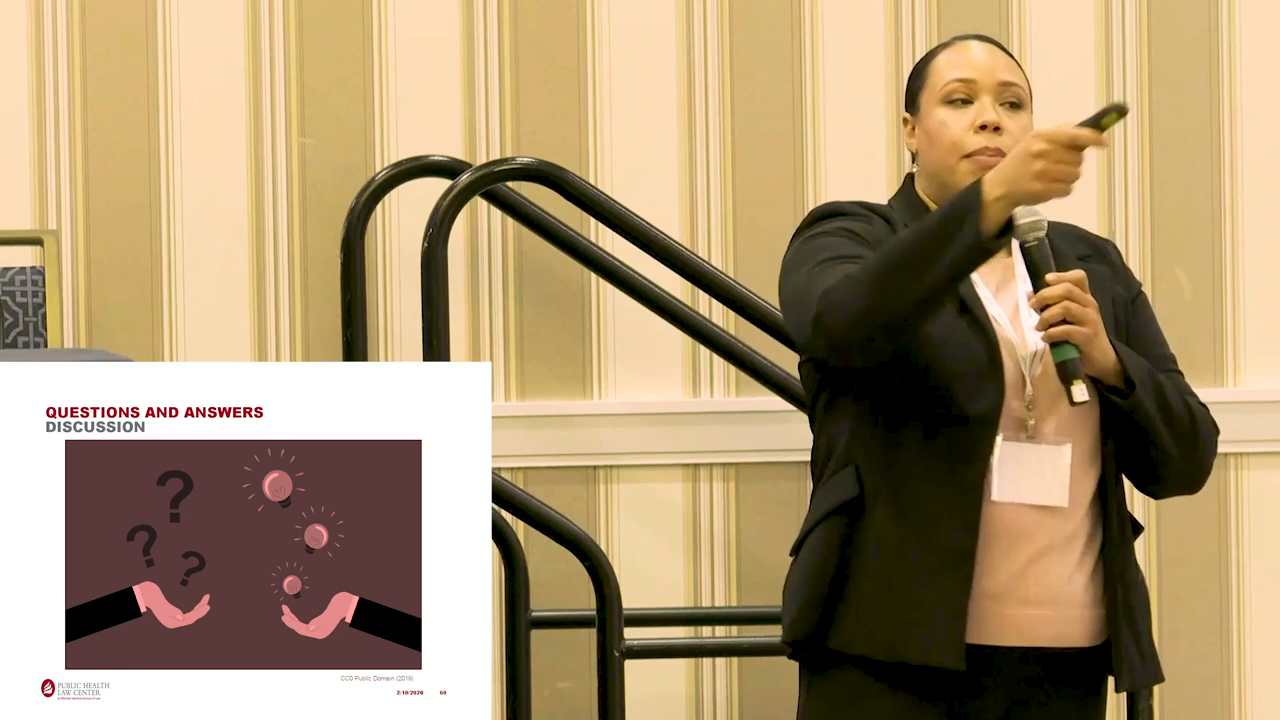 QUESTIONS AND ANSWERS
DISCUSSION
?
?
?
CC0 Public Domain (2019)
PUBLIC HEALTH
LAW CENTER
2/10/2020 60